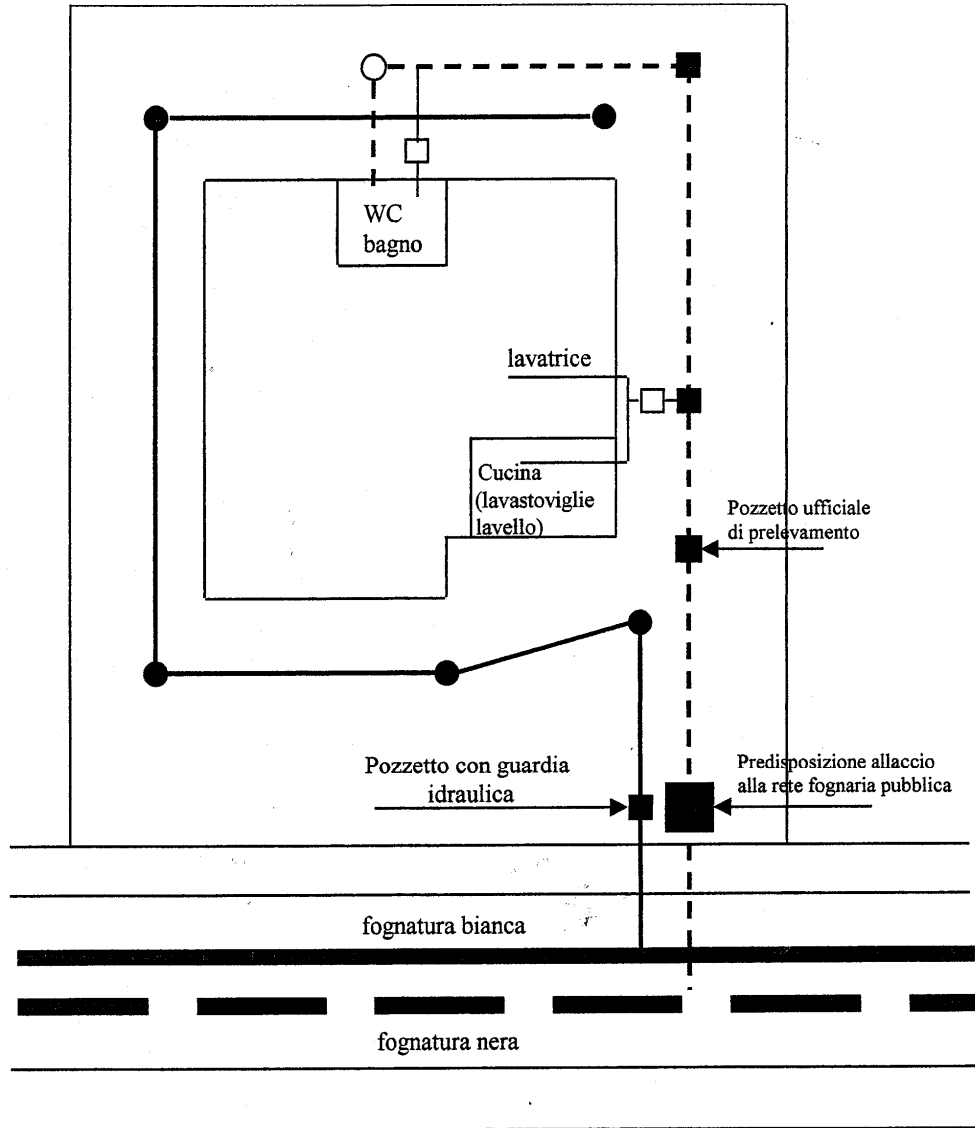 WC
bagno
lavatrice
Cucina
(lavastoviglie
lavello)
Pozzetto ufficiale
di prelevamento
Pozzetto con guardia
idraulica
Predisposizione allaccio
alla rete fognaria pubblica
fognatura bianca
fognatura nera